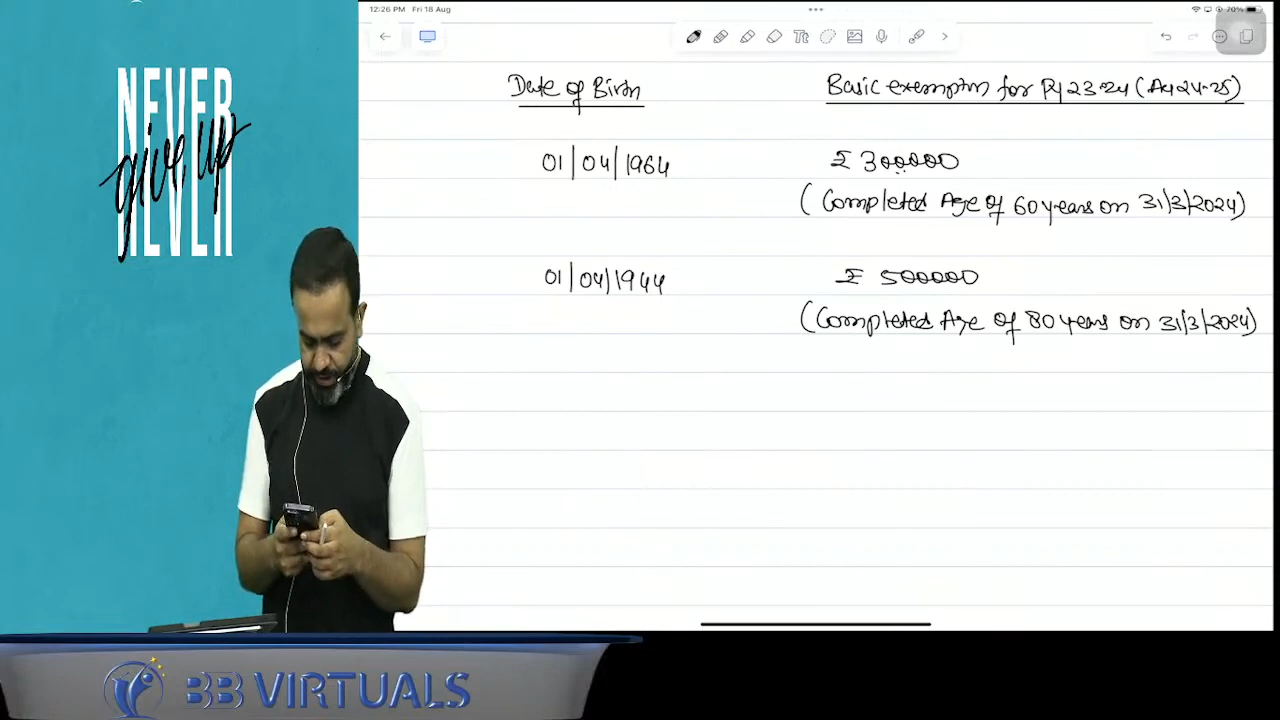 12:26 PM Fri 18 Aug
70%
NEVER
give up
NEVER
Date of Birth
Basic exemption for PY 23-24 (AY 24-25)
01/04/1964
₹ 300000
(Completed Age of 60 years on 31/3/2024)
01/04/1944
₹ 500000
(Completed Age of 80 years on 31/3/2024)
BB VIRTUALS